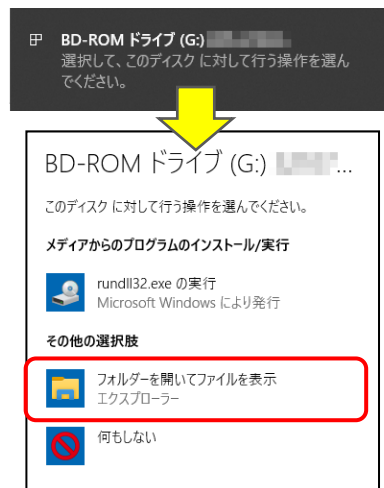 BD-ROM ドライブ (G:)
選択して、このディスク に対して行う操作を選ん
でください。
BD-ROM ドライブ (G:) ...
このディスク に対して行う操作を選んでください。
メディアからのプログラムのインストール/実行
rundll32.exe の実行
Microsoft Windows により発行
その他の選択肢
フォルダーを開いてファイルを表示
エクスプローラー
何もしない